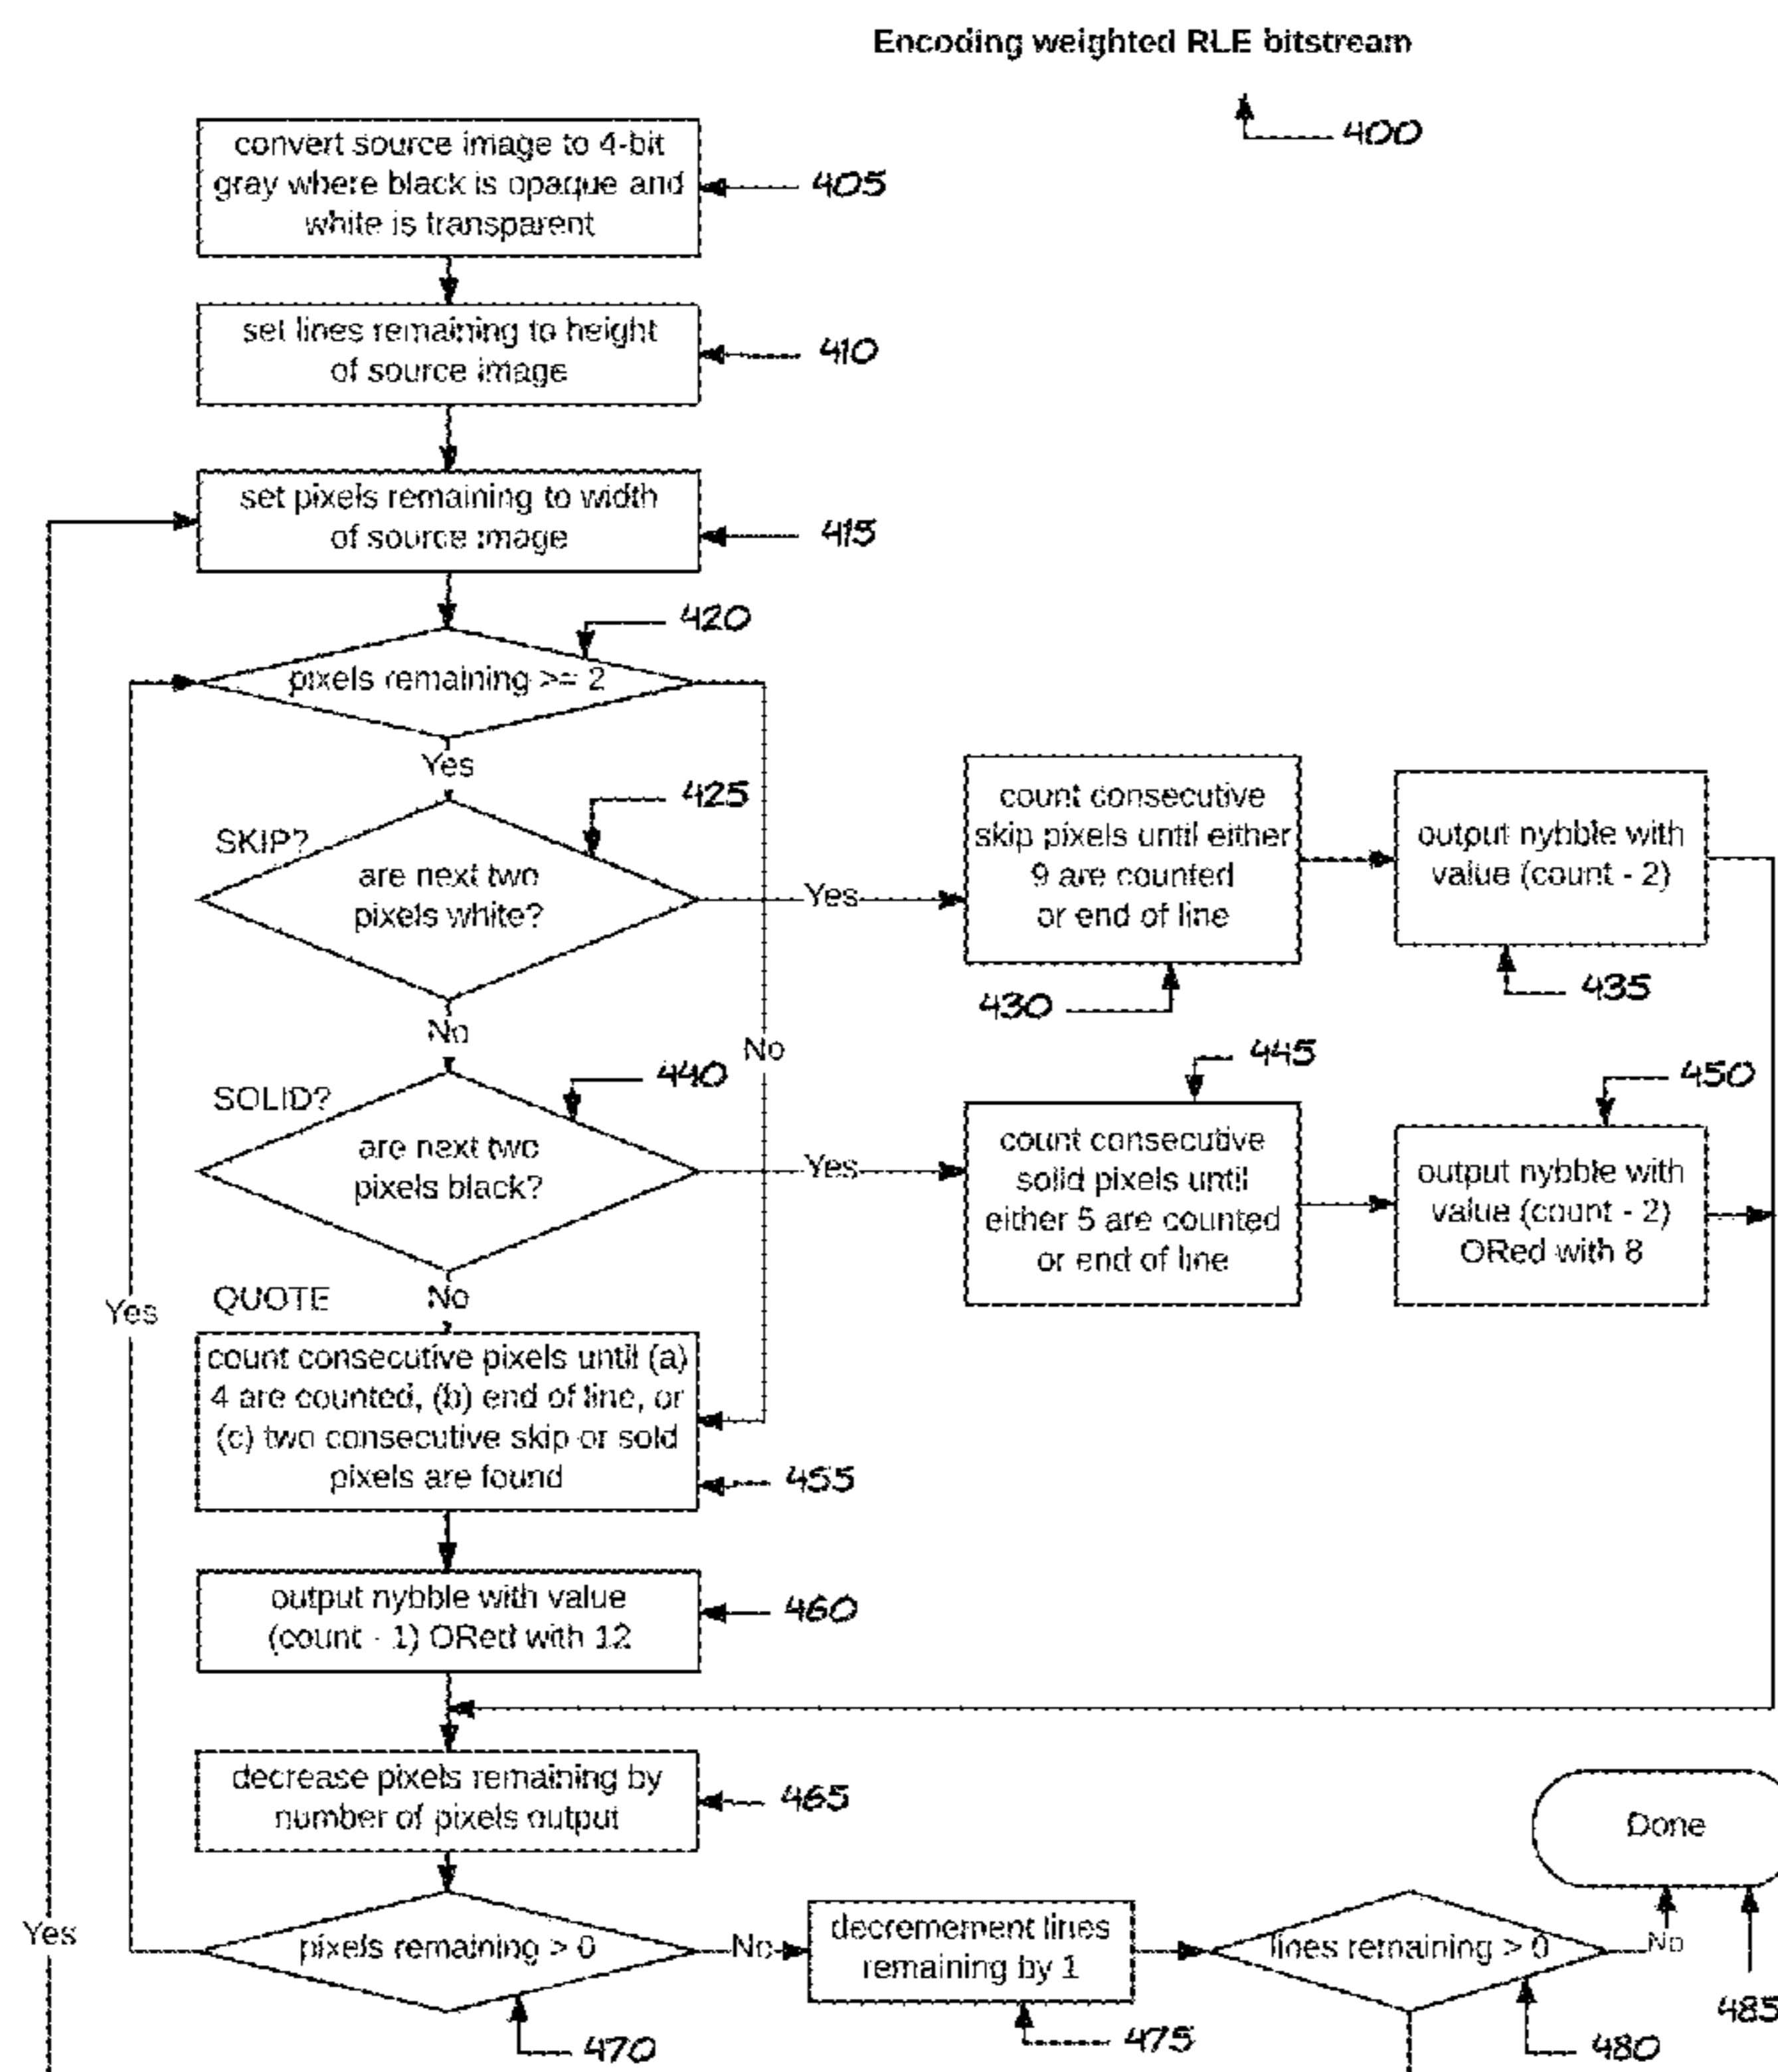 Encoding weighted RLE bitstream
400
convert source image to 4-bit
gray where black is opaque and
white is transparent
405
set lines remaining to height
of source image
410
set pixels remaining to width
of source image
415
420
pixels remaining >= 2
Yes
425
SKIP?
are next two
pixels white?
Yes
count consecutive
skip pixels until either
9 are counted
or end of line
430
output nybble with
value (count - 2)
435
No
No
440
SOLID?
are next two
pixels black?
Yes
445
count consecutive
solid pixels until
either 5 are counted
or end of line
450
output nybble with
value (count - 2)
ORed with 8
No
QUOTE
Yes
count consecutive pixels until (a)
4 are counted, (b) end of line, or
(c) two consecutive skip or sold
pixels are found
455
output nybble with value
(count - 1) ORed with 12
460
decrease pixels remaining by
number of pixels output
465
Done
Yes
pixels remaining > 0
No
decremement lines
remaining by 1
lines remaining > 0
No
485
470
475
480